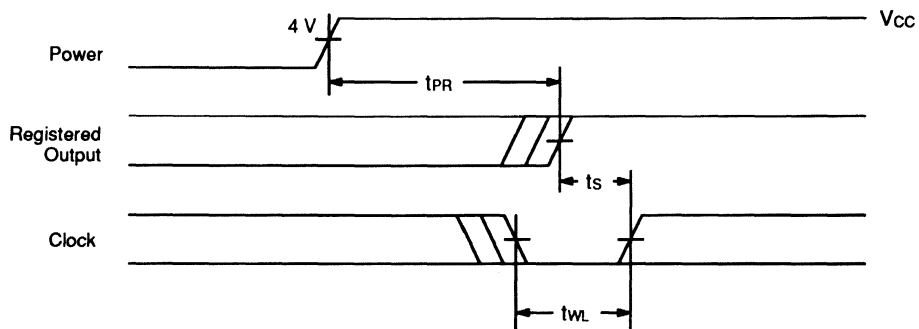 4 V
VCC
Power
tPR
Registered
Output
tS
Clock
tWL